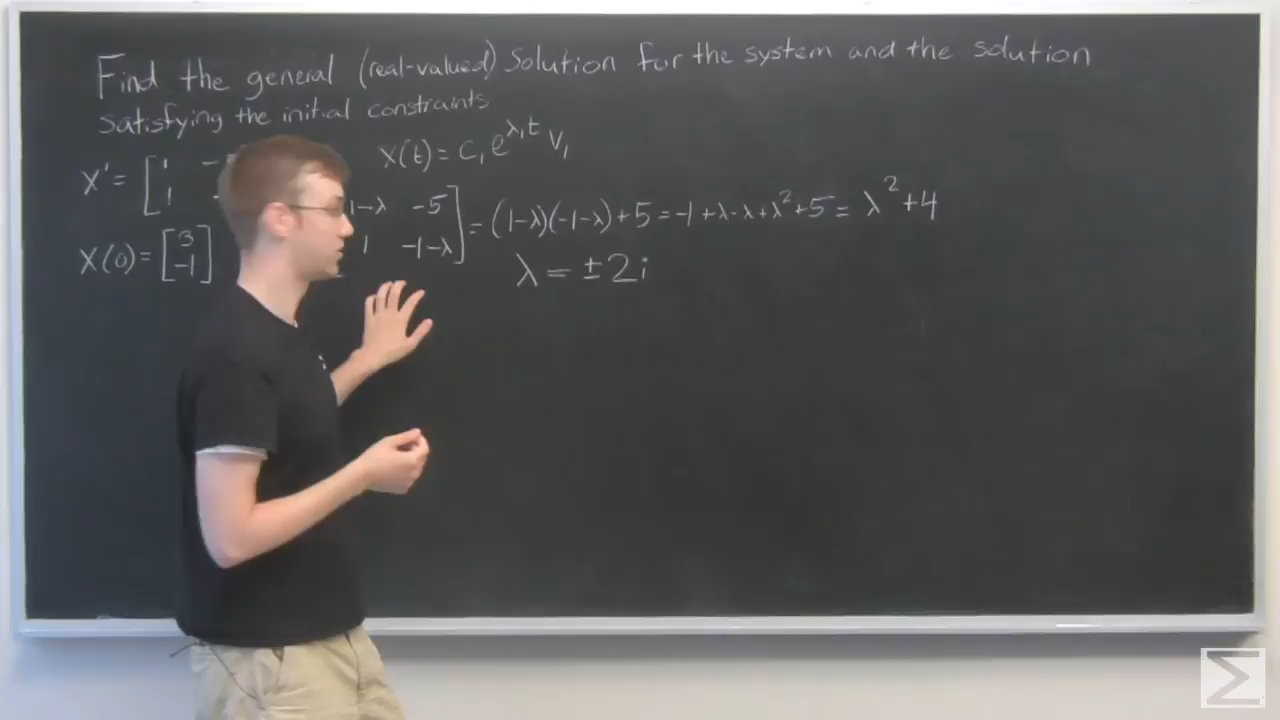 Find the general (real-valued) Solution for the system and the solution
satisfying the initial constraints
X' = [1 -
1
X(t) = C₁ e^{λ₁t} V₁
1-λ -5
1 -1-λ] = (1-λ)(-1-λ)+5 = -1+λ-λ+λ²+5 = λ²+4
X(0) = [3
-1]
λ = ±2i
Σ